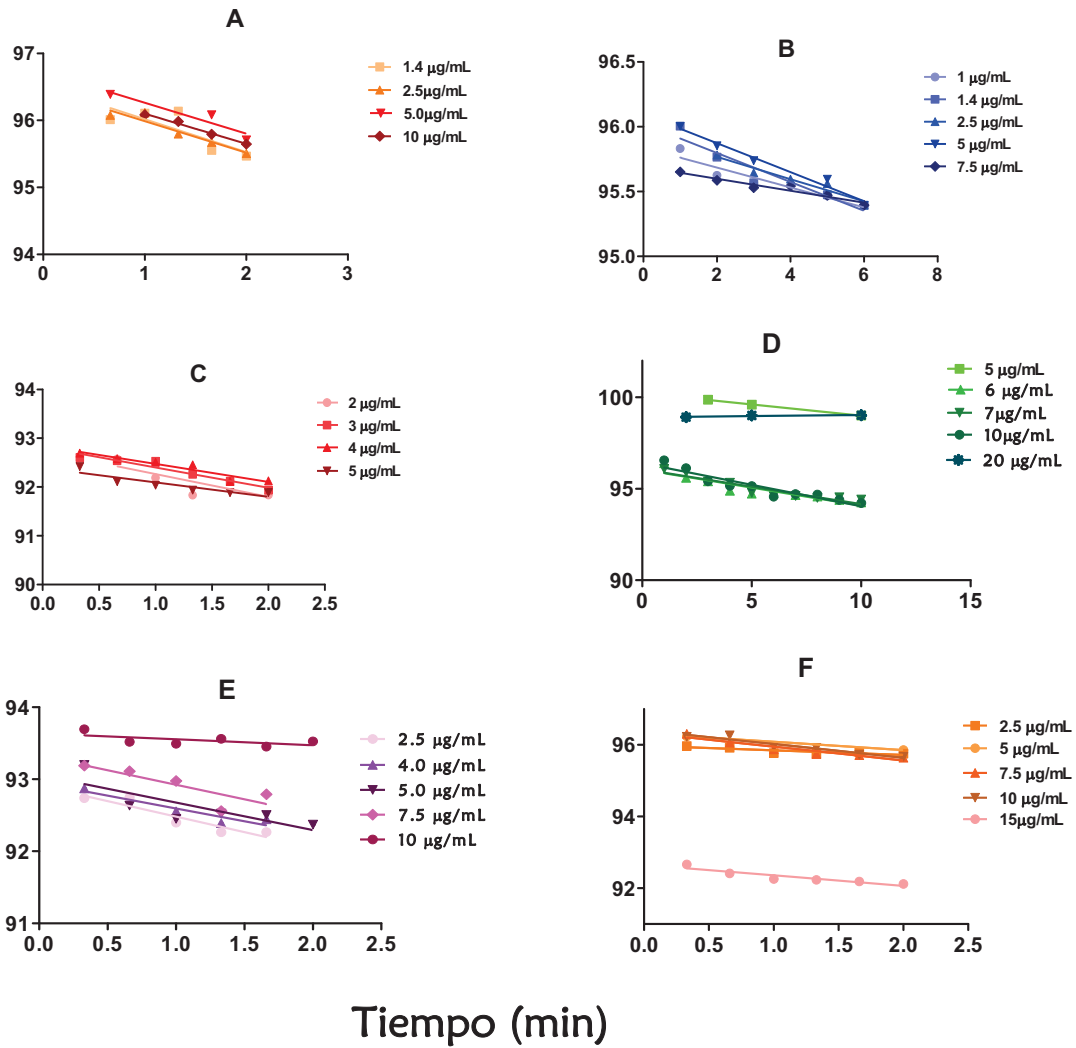 A
97
96
95
94
0
1
2
3
1.4 µg/mL
2.5µg/mL
5.0µg/mL
10 µg/mL
B
96.5
96.0
95.5
95.0
0
2
4
6
8
1 µg/mL
1.4 µg/mL
2.5 µg/mL
5 µg/mL
7.5 µg/mL
C
94
93
92
91
90
0.0
0.5
1.0
1.5
2.0
2.5
2 µg/mL
3 µg/mL
4 µg/mL
5 µg/mL
D
100
95
90
0
5
10
15
5 µg/mL
6 µg/mL
7µg/mL
10µg/mL
20 µg/mL
E
94
93
92
91
0.0
0.5
1.0
1.5
2.0
2.5
2.5 µg/mL
4.0 µg/mL
5.0 µg/mL
7.5 µg/mL
10 µg/mL
F
96
94
92
0.0
0.5
1.0
1.5
2.0
2.5
2.5 µg/mL
5 µg/mL
7.5 µg/mL
10 µg/mL
15µg/mL
Tiempo (min)